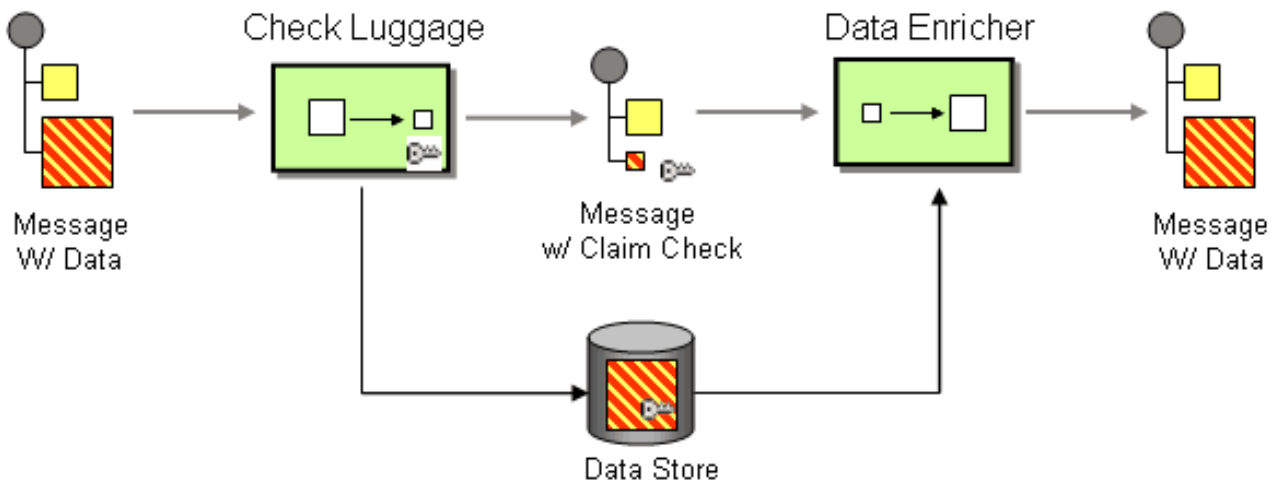 Check Luggage
Data Enricher
Message
W/ Data
Message
w/ Claim Check
Message
W/ Data
Data Store